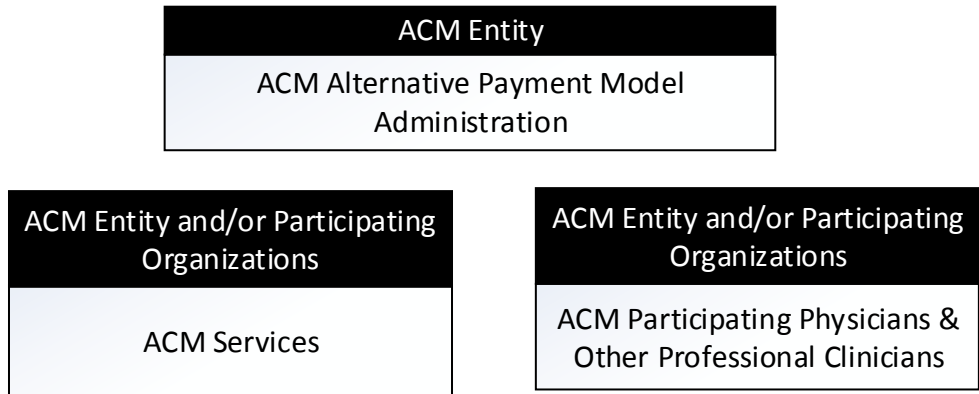 ACM Entity
ACM Alternative Payment Model
Administration
ACM Entity and/or Participating
Organizations
ACM Services
ACM Entity and/or Participating
Organizations
ACM Participating Physicians &
Other Professional Clinicians